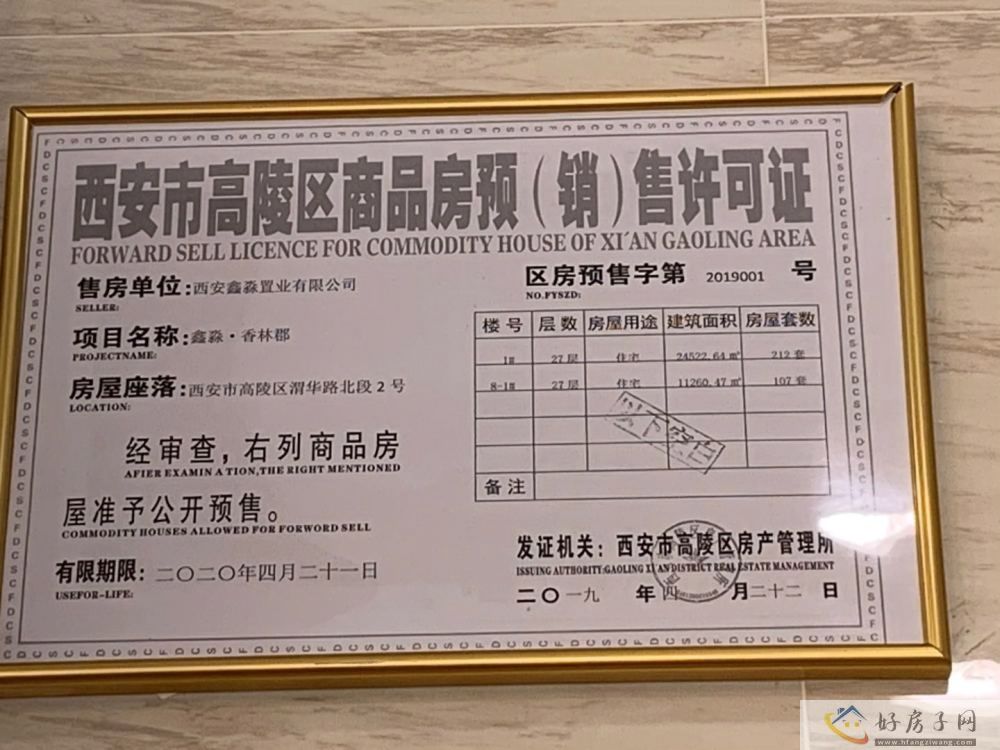 西安市高陵区商品房预(销)售许可证
FORWARD SELL LICENCE FOR COMMODITY HOUSE OF XI'AN GAOLING AREA
售房单位:西安鑫淼置业有限公司
SELLER:
区房预售字第 2019001 号
NO.FYSZD:
项目名称:鑫淼·香林郡
PROJECTNAME:
房屋座落:西安市高陵区渭华路北段2号
LOCATION:
经审查,右列商品房
AFIER EXAMIN A TION,THE RIGHT MENTIONED
屋准予公开预售。
COMMODITY HOUSES ALLOWED FOR FORWORD SELL
有限期限:二〇二〇年四月二十一日
USEFOR-LIFE:
楼号 层数 房屋用途 建筑面积 房屋套数
1# 27层 住宅 24522.64㎡ 212套
8-1# 27层 住宅 11260.47㎡ 107套
以下空白
备注
发证机关:西安市高陵区房产管理所
ISSUING AUTHORITY:GAOLING XI'AN DISTRICT REAL ESTATE MANAGEMENT
二〇一九 年 四 月二十二 日
好房子网
www.hfangziwang.com